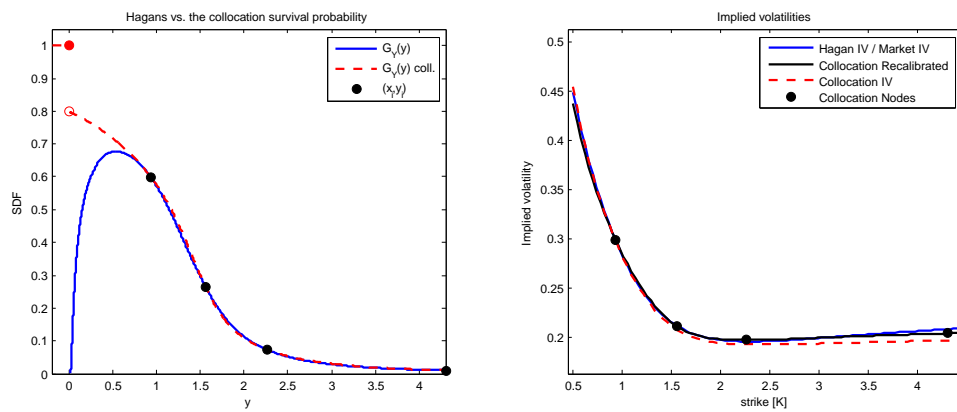 Hagans vs. the collocation survival probability
1
0.9
0.8
0.7
0.6
0.5
0.4
0.3
0.2
0.1
0
SDF
0 0.5 1 1.5 2 2.5 3 3.5 4
y
G_Y(y)
G_Y(y) coll.
(x_i,y_i)
Implied volatilities
0.45
0.4
0.35
0.3
0.25
0.2
Implied volatility
0.5 1 1.5 2 2.5 3 3.5 4
strike [K]
Hagan IV / Market IV
Collocation Recalibrated
Collocation IV
Collocation Nodes